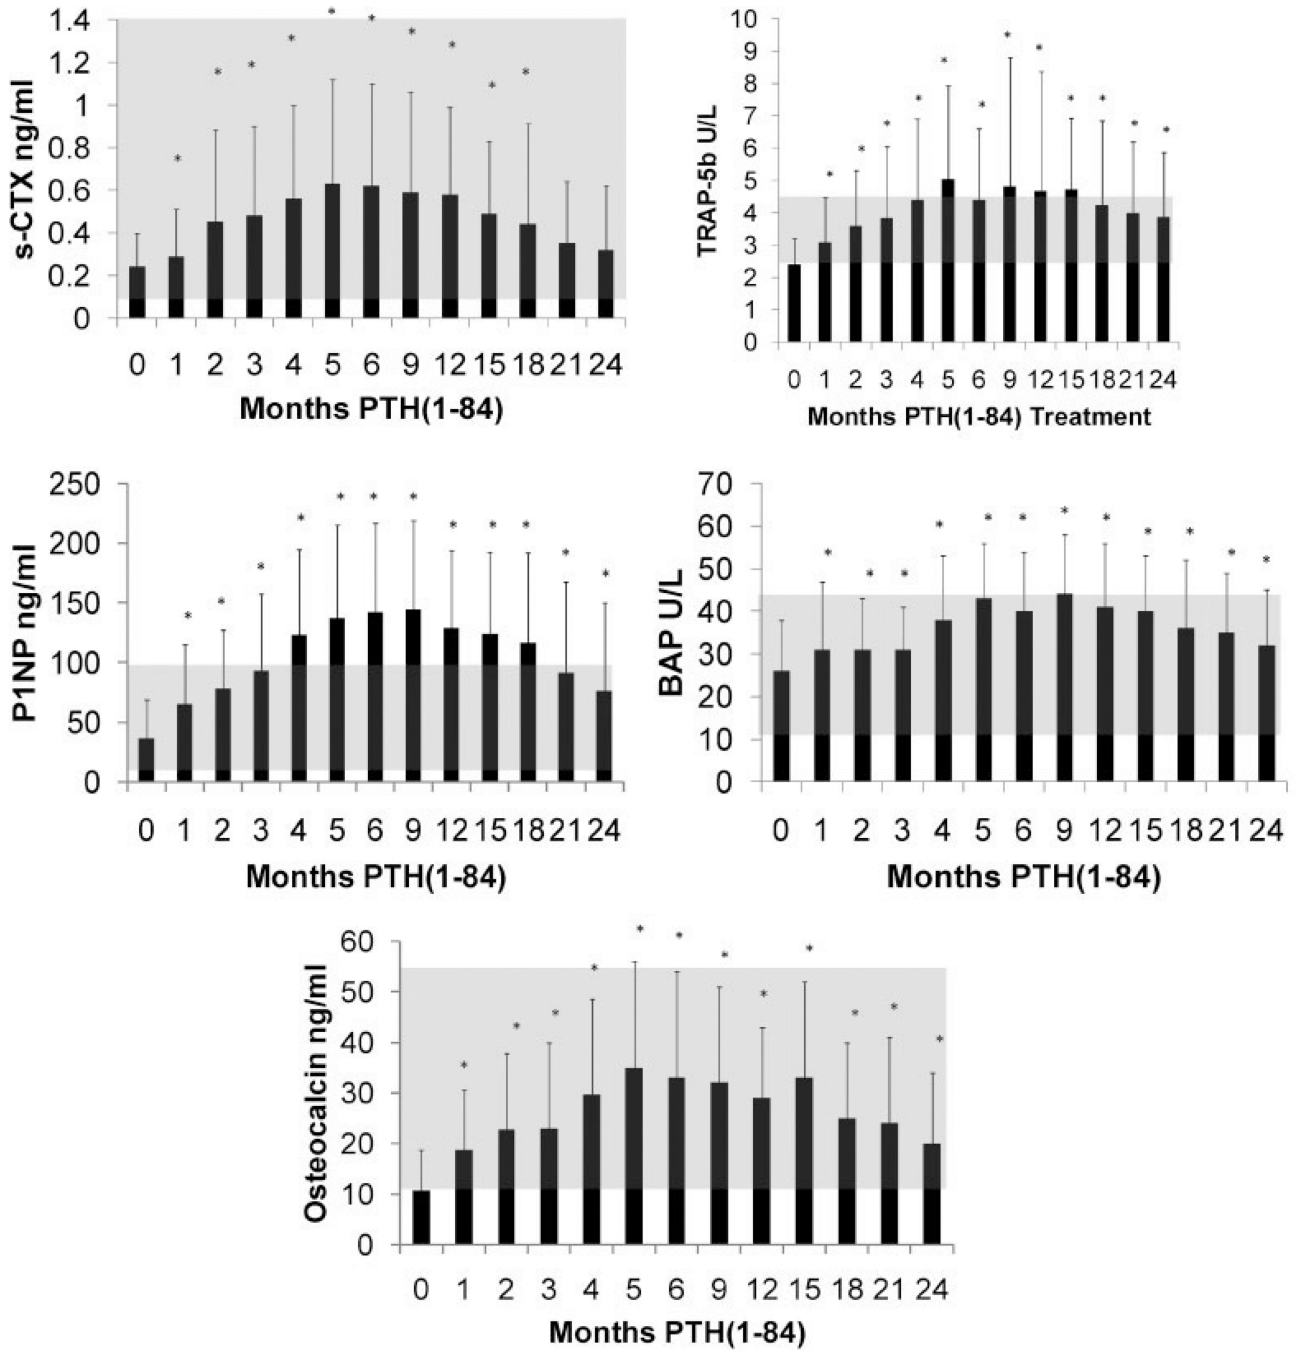 s-CTX ng/ml
1.4
1.2
1
0.8
0.6
0.4
0.2
0
* * * * * * * * * *
0 1 2 3 4 5 6 9 12 15 18 21 24
Months PTH(1-84)
TRAP-5b U/L
10
9
8
7
6
5
4
3
2
1
0
* * * * * * * * * * * *
0 1 2 3 4 5 6 9 12 15 18 21 24
Months PTH(1-84) Treatment
P1NP ng/ml
250
200
150
100
50
0
* * * * * * * * * * * *
0 1 2 3 4 5 6 9 12 15 18 21 24
Months PTH(1-84)
BAP U/L
70
60
50
40
30
20
10
0
* * * * * * * * * * * *
0 1 2 3 4 5 6 9 12 15 18 21 24
Months PTH(1-84)
Osteocalcin ng/ml
60
50
40
30
20
10
0
* * * * * * * * * * * *
0 1 2 3 4 5 6 9 12 15 18 21 24
Months PTH(1-84)